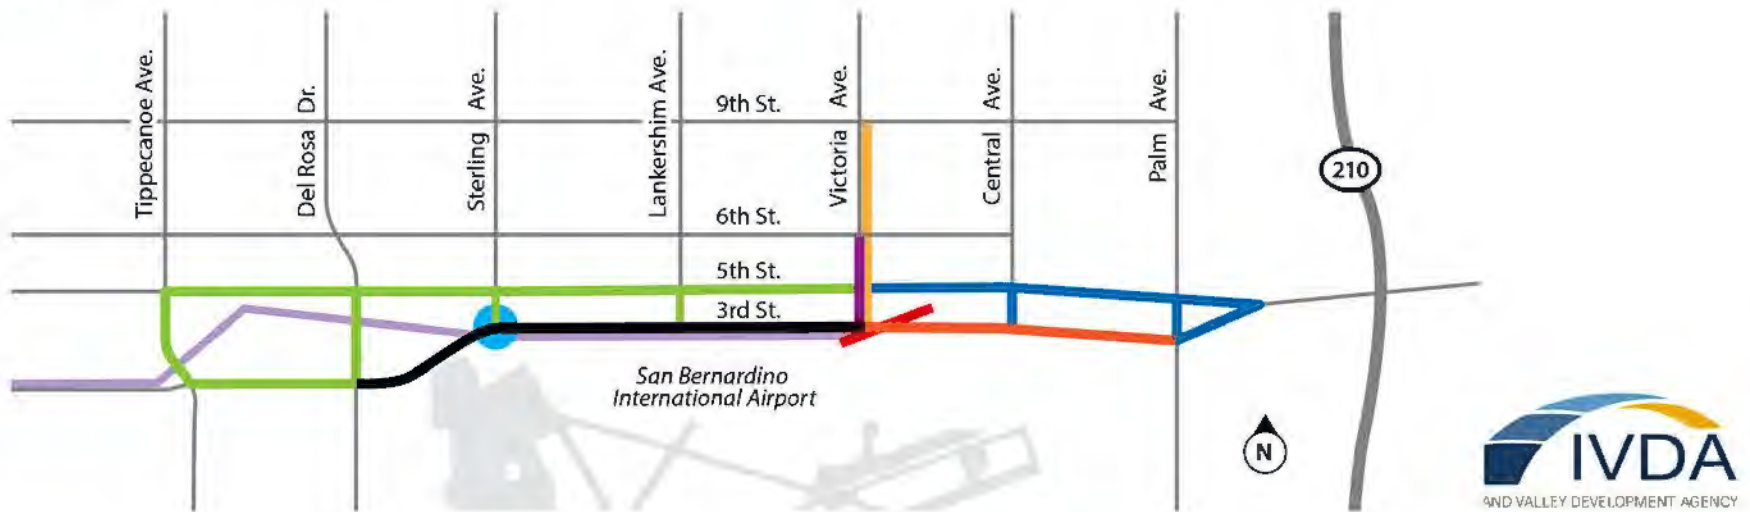 Tippecanoe Ave.
Del Rosa Dr.
Sterling Ave.
Lankershim Ave.
Victoria Ave.
Central Ave.
Palm Ave.
9th St.
210
6th St.
5th St.
3rd St.
San Bernardino
International Airport
N
IVDA
AND VALLEY DEVELOPMENT AGENCY